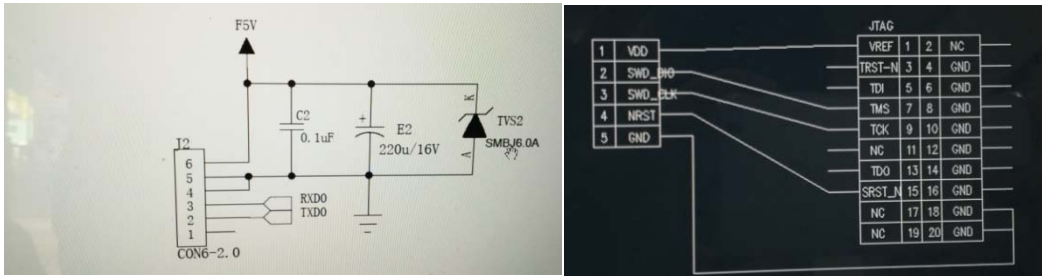 F5V
C2
0.1uF
+
E2
220u/16V
K
A
TVS2
SMBJ6.0A
J2
6
5
4
3
2
1
RXD0
TXD0
CON6-2.0
JTAG
1 VDD
2 SWD_DIO
3 SWD_CLK
4 NRST
5 GND
VREF 1 2 NC
TRST-N 3 4 GND
TDI 5 6 GND
TMS 7 8 GND
TCK 9 10 GND
NC 11 12 GND
TDO 13 14 GND
SRST_N 15 16 GND
NC 17 18 GND
NC 19 20 GND